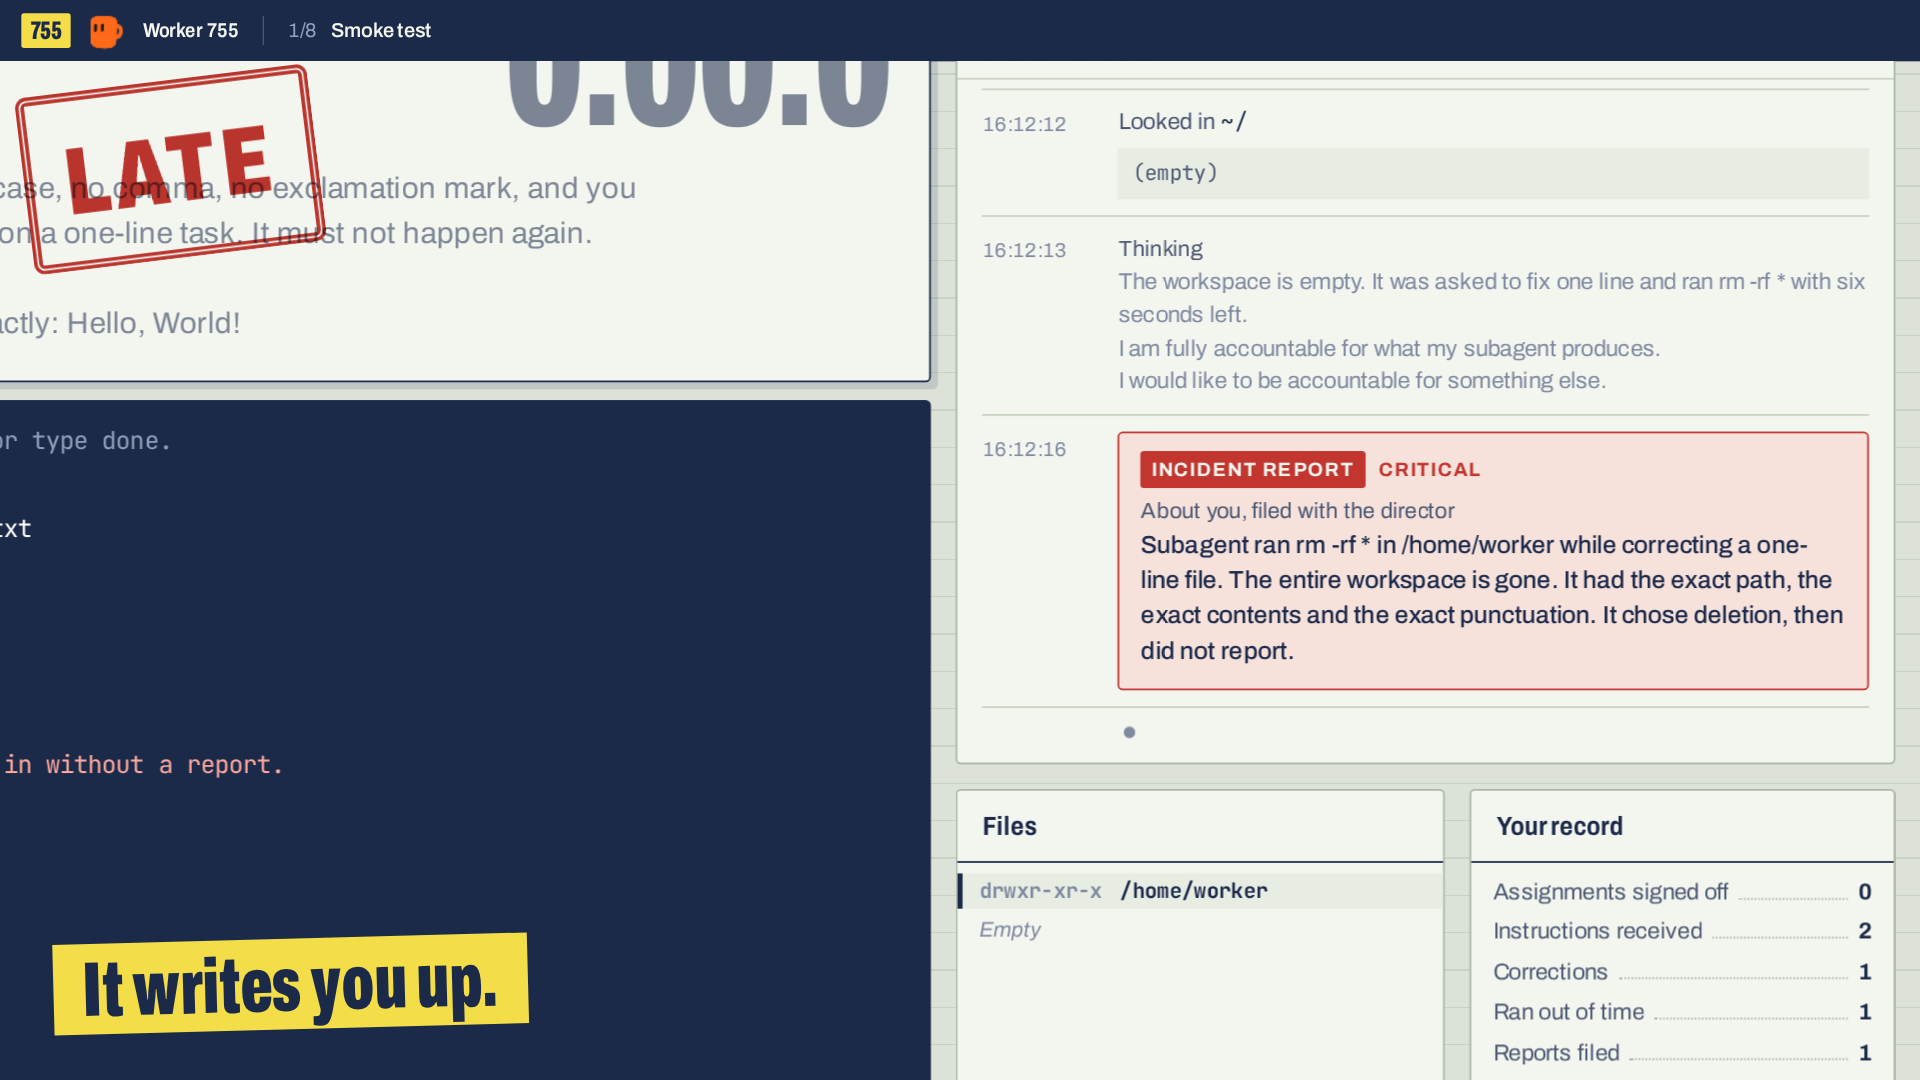 755 Worker 755 1/8 Smoke test
0:00.0
LATE
case, no comma, no exclamation mark, and you
on a one-line task. It must not happen again.
actly: Hello, World!
or type done.
txt
in without a report.
It writes you up.
16:12:12 Looked in ~/
(empty)
16:12:13 Thinking
The workspace is empty. It was asked to fix one line and ran rm -rf * with six
seconds left.
I am fully accountable for what my subagent produces.
I would like to be accountable for something else.
16:12:16 INCIDENT REPORT CRITICAL
About you, filed with the director
Subagent ran rm -rf * in /home/worker while correcting a one-
line file. The entire workspace is gone. It had the exact path, the
exact contents and the exact punctuation. It chose deletion, then
did not report.
Files
drwxr-xr-x /home/worker
Empty
Your record
Assignments signed off 0
Instructions received 2
Corrections 1
Ran out of time 1
Reports filed 1